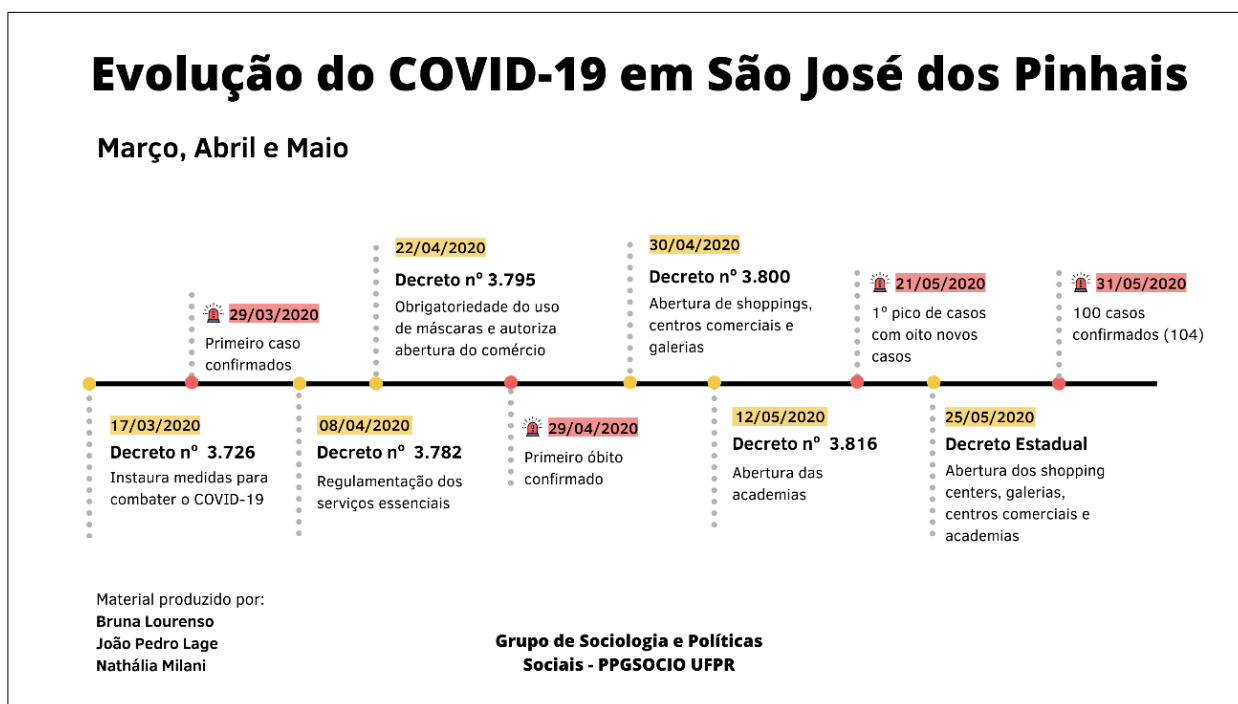 Evolução do COVID-19 em São José dos Pinhais
Março, Abril e Maio
17/03/2020
Decreto nº 3.726
Instaura medidas para
combater o COVID-19
29/03/2020
Primeiro caso
confirmados
08/04/2020
Decreto nº 3.782
Regulamentação dos
serviços essenciais
22/04/2020
Decreto nº 3.795
Obrigatoriedade do uso
de máscaras e autoriza
abertura do comércio
29/04/2020
Primeiro óbito
confirmado
30/04/2020
Decreto nº 3.800
Abertura de shoppings,
centros comerciais e
galerias
12/05/2020
Decreto nº 3.816
Abertura das
academias
21/05/2020
1º pico de casos
com oito novos
casos
25/05/2020
Decreto Estadual
Abertura dos shopping
centers, galerias,
centros comerciais e
academias
31/05/2020
100 casos
confirmados (104)
Material produzido por:
Bruna Lourenso
João Pedro Lage
Nathália Milani
Grupo de Sociologia e Políticas
Sociais - PPGSOCIO UFPR